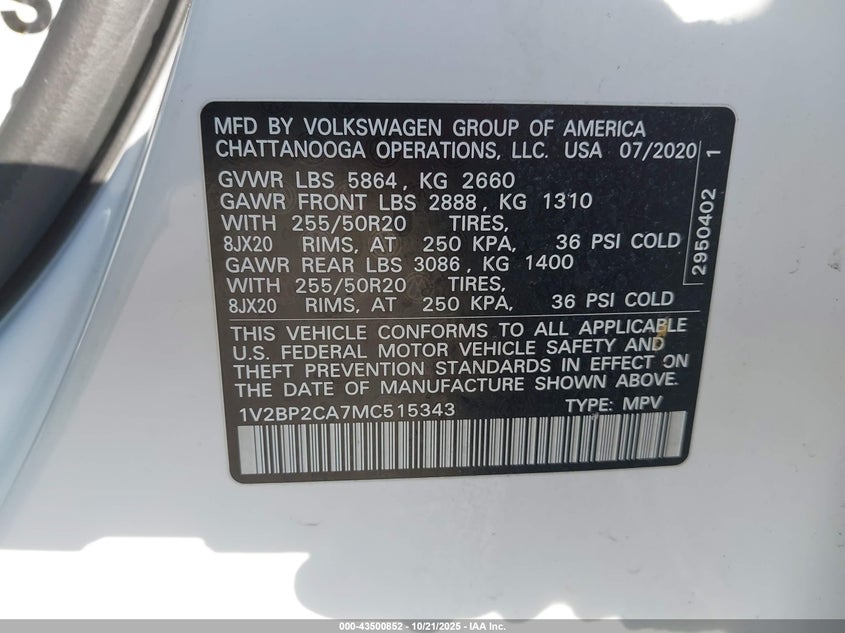 S
MFD BY VOLKSWAGEN GROUP OF AMERICA
CHATTANOOGA OPERATIONS, LLC. USA 07/2020
GVWR LBS 5864, KG 2660
GAWR FRONT LBS 2888, KG 1310
WITH 255/50R20 TIRES,
8JX20 RIMS, AT 250 KPA, 36 PSI COLD
GAWR REAR LBS 3086, KG 1400
WITH 255/50R20 TIRES,
8JX20 RIMS, AT 250 KPA, 36 PSI COLD
THIS VEHICLE CONFORMS TO ALL APPLICABLE
U.S. FEDERAL MOTOR VEHICLE SAFETY AND
THEFT PREVENTION STANDARDS IN EFFECT ON
THE DATE OF MANUFACTURE SHOWN ABOVE.
1V2BP2CA7MC515343 TYPE: MPV
2950402 1
000-43500852 - 10/21/2025 - IAA Inc.